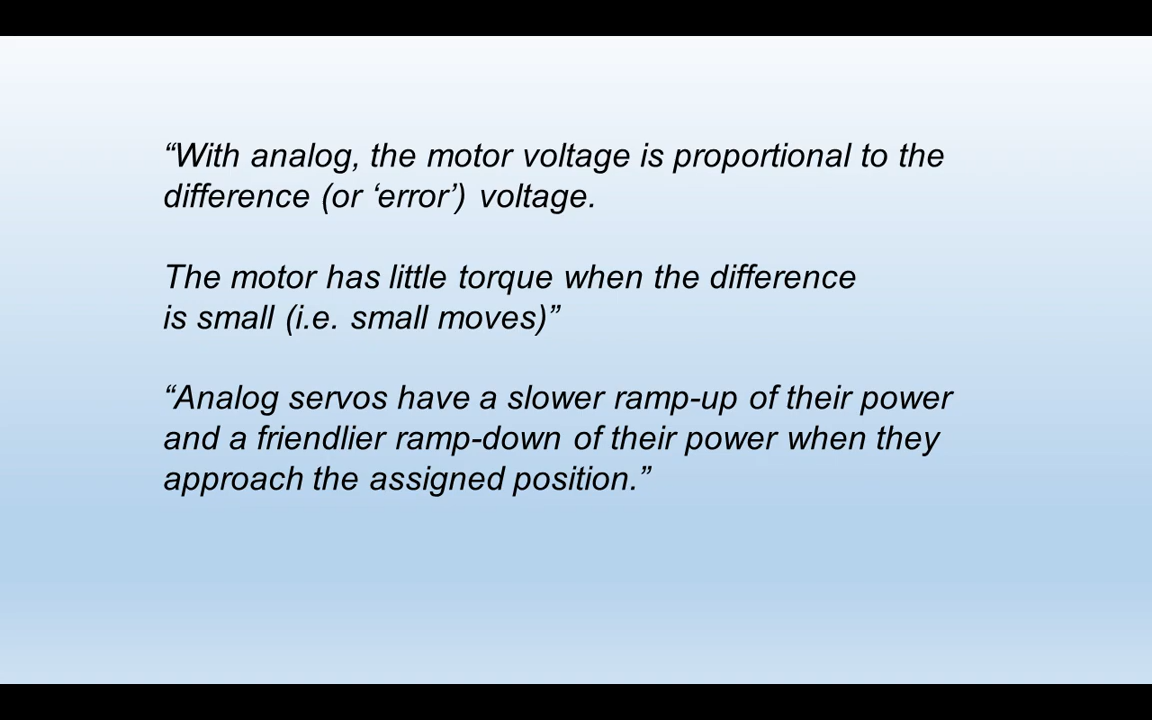 “With analog, the motor voltage is proportional to the
difference (or ‘error’) voltage.
The motor has little torque when the difference
is small (i.e. small moves)”
“Analog servos have a slower ramp-up of their power
and a friendlier ramp-down of their power when they
approach the assigned position.”